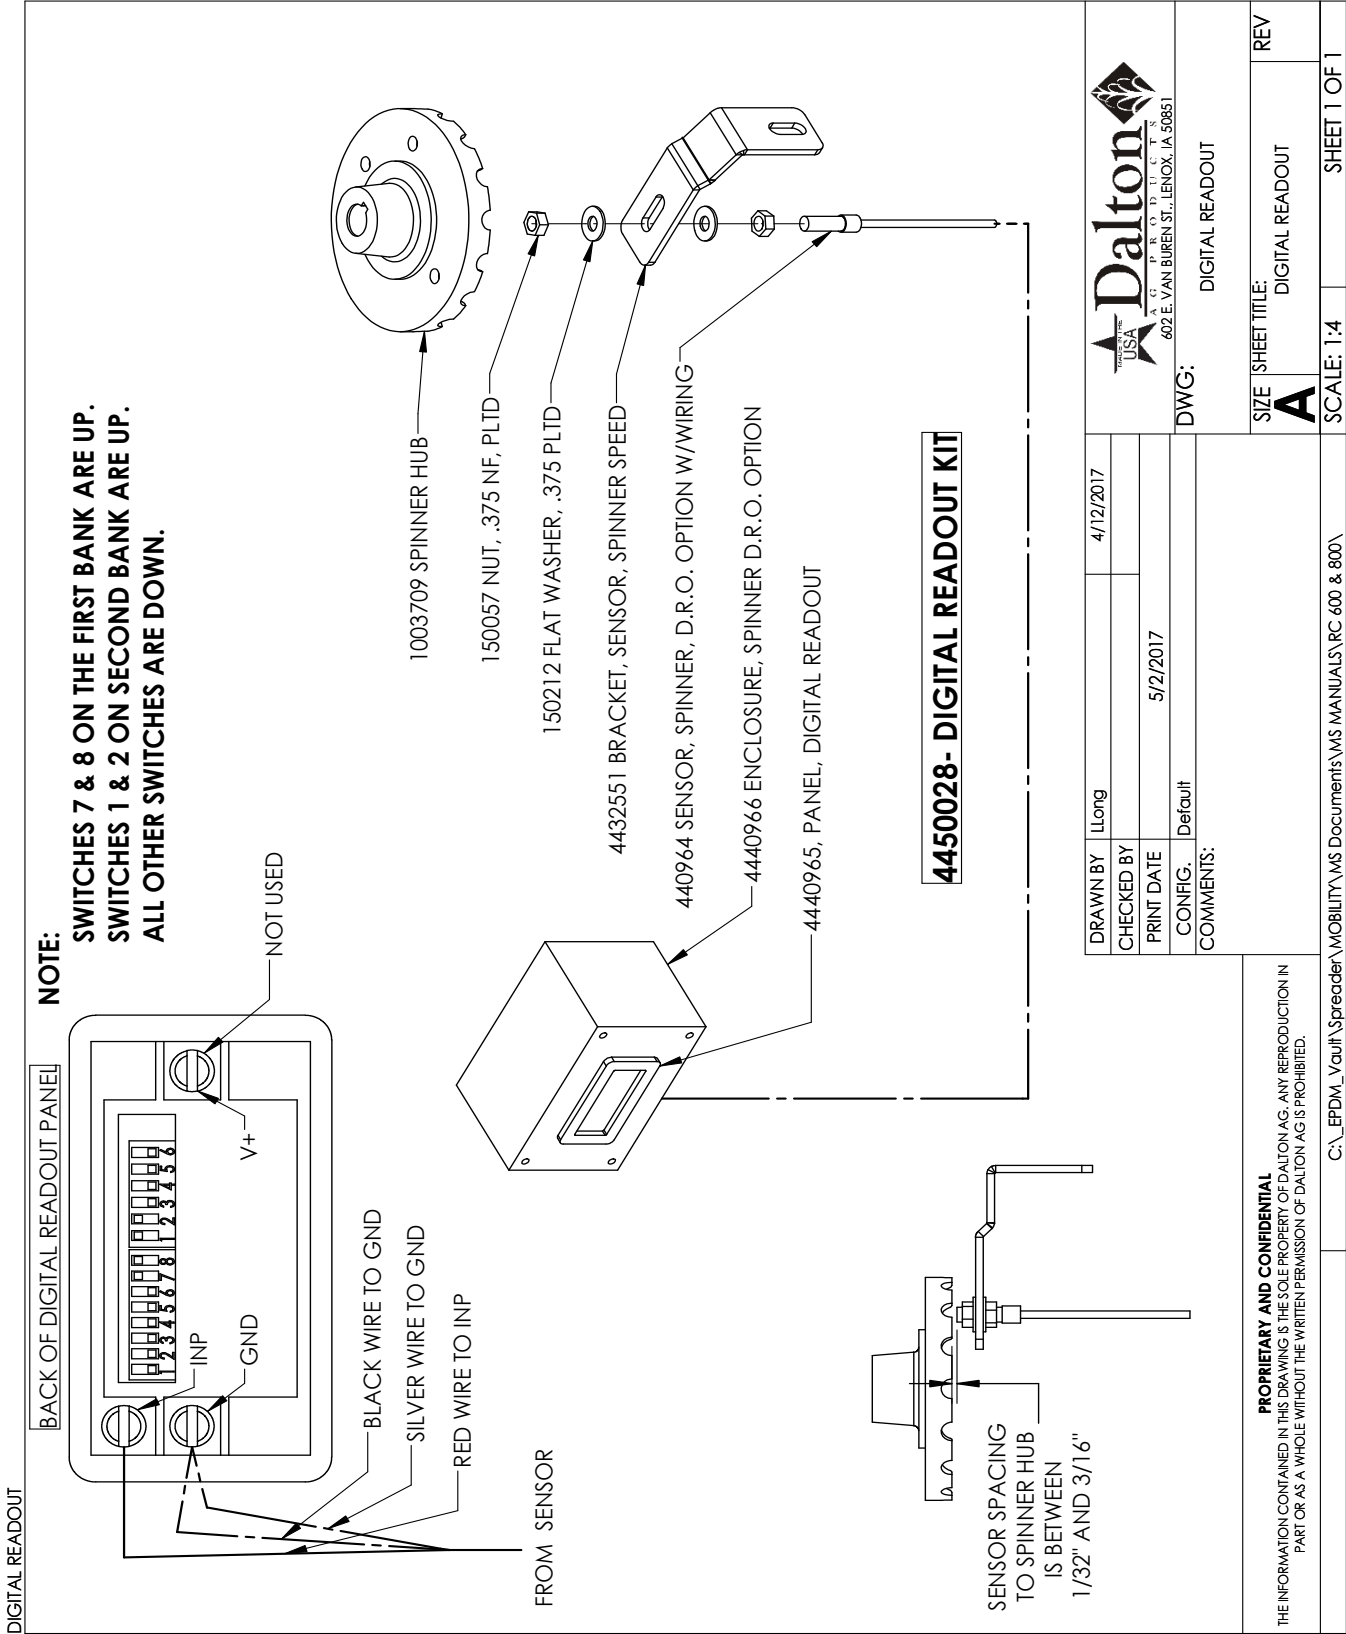 DIGITAL READOUT
BACK OF DIGITAL READOUT PANEL
NOTE:
SWITCHES 7 & 8 ON THE FIRST BANK ARE UP.
SWITCHES 1 & 2 ON SECOND BANK ARE UP.
ALL OTHER SWITCHES ARE DOWN.
1 2 3 4 5 6 7 8 1 2 3 4 5 6
INP
GND
V+
NOT USED
BLACK WIRE TO GND
SILVER WIRE TO GND
RED WIRE TO INP
FROM SENSOR
1003709 SPINNER HUB
150057 NUT, .375 NF, PLTD
150212 FLAT WASHER, .375 PLTD
4432551 BRACKET, SENSOR, SPINNER SPEED
440964 SENSOR, SPINNER, D.R.O. OPTION W/WIRING
4440966 ENCLOSURE, SPINNER D.R.O. OPTION
4440965, PANEL, DIGITAL READOUT
4450028- DIGITAL READOUT KIT
SENSOR SPACING
TO SPINNER HUB
IS BETWEEN
1/32" AND 3/16"
PROPRIETARY AND CONFIDENTIAL
THE INFORMATION CONTAINED IN THIS DRAWING IS THE SOLE PROPERTY OF DALTON AG. ANY REPRODUCTION IN
PART OR AS A WHOLE WITHOUT THE WRITTEN PERMISSION OF DALTON AG IS PROHIBITED.
DRAWN BY LLong 4/12/2017
CHECKED BY
PRINT DATE 5/2/2017
CONFIG. Default
COMMENTS:
MADE IN THE
USA
Dalton
AG PRODUCTS
602 E. VAN BUREN ST., LENOX, IA 50851
DWG:
DIGITAL READOUT
SIZE
A
SHEET TITLE:
DIGITAL READOUT
REV
C:\_EPDM_Vault\Spreader\MOBILITY\MS Documents\MS MANUALS\RC 600 & 800\
SCALE: 1:4
SHEET 1 OF 1